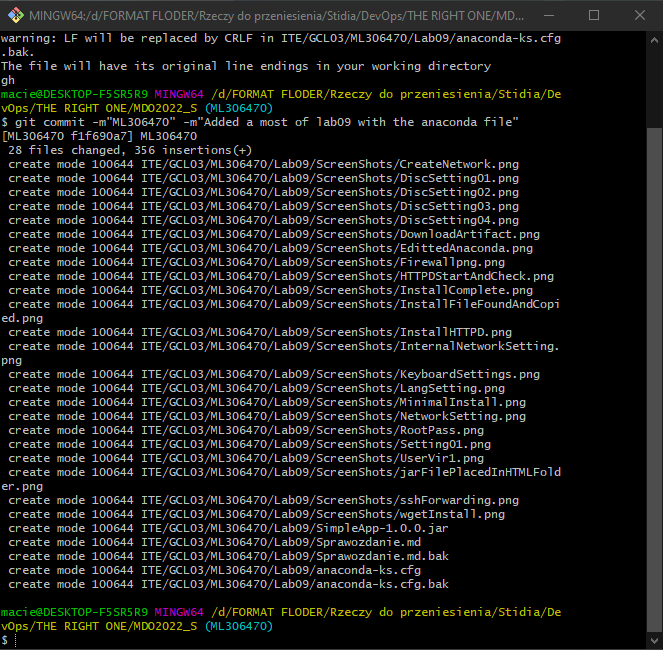 MINGW64:/d/FORMAT FLODER/Rzeczy do przeniesienia/Stidia/DevOps/THE RIGHT ONE/MD...
warning: LF will be replaced by CRLF in ITE/GCL03/ML306470/Lab09/anaconda-ks.cfg
.bak.
The file will have its original line endings in your working directory
gh
macie@DESKTOP-F5SR5R9 MINGW64 /d/FORMAT FLODER/Rzeczy do przeniesienia/Stidia/De
vOps/THE RIGHT ONE/MDO2022_S (ML306470)
$ git commit -m"ML306470" -m"Added a most of lab09 with the anaconda file"
[ML306470 f1f690a7] ML306470
 28 files changed, 356 insertions(+)
 create mode 100644 ITE/GCL03/ML306470/Lab09/ScreenShots/CreateNetwork.png
 create mode 100644 ITE/GCL03/ML306470/Lab09/ScreenShots/DiscSetting01.png
 create mode 100644 ITE/GCL03/ML306470/Lab09/ScreenShots/DiscSetting02.png
 create mode 100644 ITE/GCL03/ML306470/Lab09/ScreenShots/DiscSetting03.png
 create mode 100644 ITE/GCL03/ML306470/Lab09/ScreenShots/DiscSetting04.png
 create mode 100644 ITE/GCL03/ML306470/Lab09/ScreenShots/DownloadArtifact.png
 create mode 100644 ITE/GCL03/ML306470/Lab09/ScreenShots/EdittedAnaconda.png
 create mode 100644 ITE/GCL03/ML306470/Lab09/ScreenShots/Firewallpng.png
 create mode 100644 ITE/GCL03/ML306470/Lab09/ScreenShots/HTTPDStartAndCheck.png
 create mode 100644 ITE/GCL03/ML306470/Lab09/ScreenShots/InstallComplete.png
 create mode 100644 ITE/GCL03/ML306470/Lab09/ScreenShots/InstallFileFoundAndCopi
ed.png
 create mode 100644 ITE/GCL03/ML306470/Lab09/ScreenShots/InstallHTTPD.png
 create mode 100644 ITE/GCL03/ML306470/Lab09/ScreenShots/InternalNetworkSetting.
png
 create mode 100644 ITE/GCL03/ML306470/Lab09/ScreenShots/KeyboardSettings.png
 create mode 100644 ITE/GCL03/ML306470/Lab09/ScreenShots/LangSetting.png
 create mode 100644 ITE/GCL03/ML306470/Lab09/ScreenShots/MinimalInstall.png
 create mode 100644 ITE/GCL03/ML306470/Lab09/ScreenShots/NetworkSetting.png
 create mode 100644 ITE/GCL03/ML306470/Lab09/ScreenShots/RootPass.png
 create mode 100644 ITE/GCL03/ML306470/Lab09/ScreenShots/Setting01.png
 create mode 100644 ITE/GCL03/ML306470/Lab09/ScreenShots/UserVir1.png
 create mode 100644 ITE/GCL03/ML306470/Lab09/ScreenShots/jarFilePlacedInHTMLFold
er.png
 create mode 100644 ITE/GCL03/ML306470/Lab09/ScreenShots/sshForwarding.png
 create mode 100644 ITE/GCL03/ML306470/Lab09/ScreenShots/wgetInstall.png
 create mode 100644 ITE/GCL03/ML306470/Lab09/SimpleApp-1.0.0.jar
 create mode 100644 ITE/GCL03/ML306470/Lab09/Sprawozdanie.md
 create mode 100644 ITE/GCL03/ML306470/Lab09/Sprawozdanie.md.bak
 create mode 100644 ITE/GCL03/ML306470/Lab09/anaconda-ks.cfg
 create mode 100644 ITE/GCL03/ML306470/Lab09/anaconda-ks.cfg.bak
macie@DESKTOP-F5SR5R9 MINGW64 /d/FORMAT FLODER/Rzeczy do przeniesienia/Stidia/De
vOps/THE RIGHT ONE/MDO2022_S (ML306470)
$